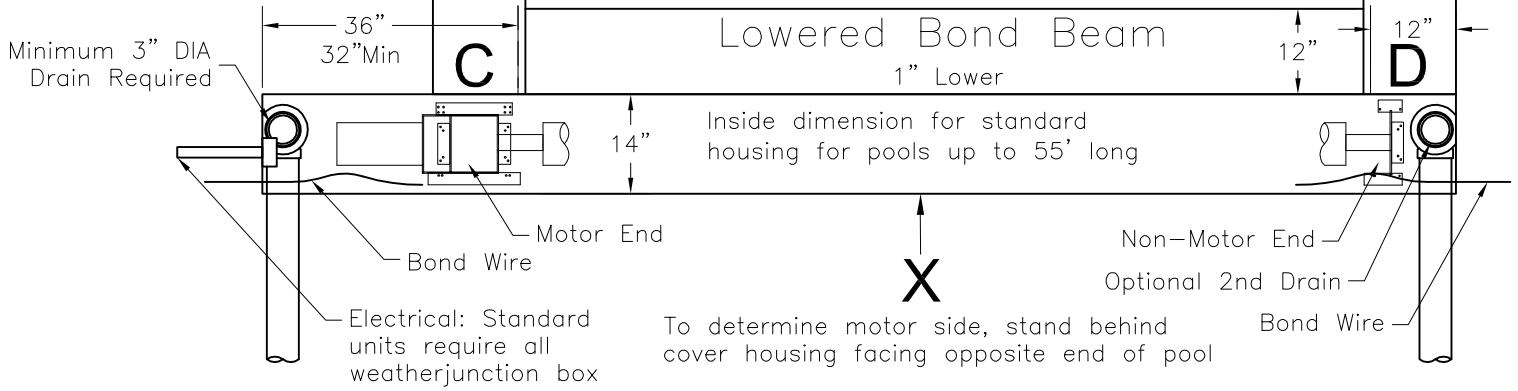 36"
32"Min
Minimum 3" DIA
Drain Required
C
Lowered Bond Beam
1" Lower
12"
12"
D
14"
Inside dimension for standard
housing for pools up to 55' long
Motor End
Bond Wire
Electrical: Standard
units require all
weatherjunction box
X
To determine motor side, stand behind
cover housing facing opposite end of pool
Non-Motor End
Optional 2nd Drain
Bond Wire